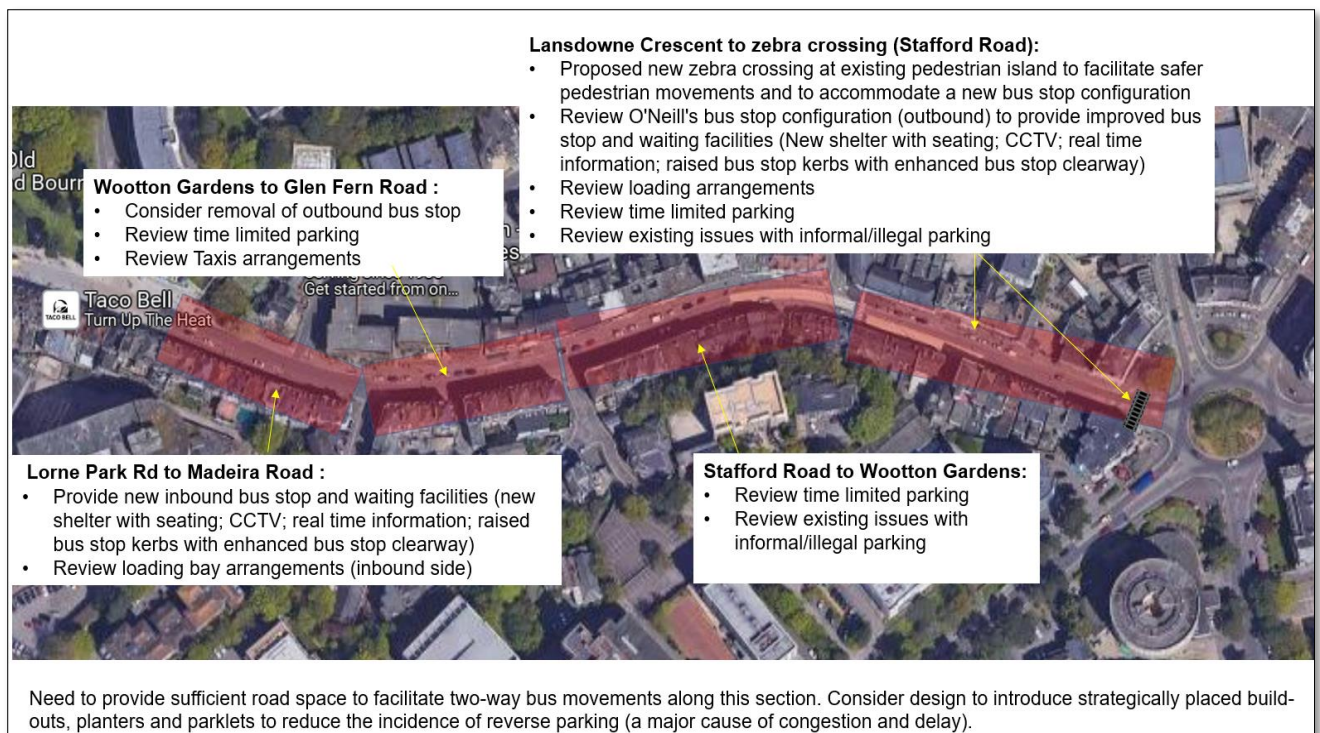 Lansdowne Crescent to zebra crossing (Stafford Road):
• Proposed new zebra crossing at existing pedestrian island to facilitate safer
pedestrian movements and to accommodate a new bus stop configuration
• Review O'Neill's bus stop configuration (outbound) to provide improved bus
stop and waiting facilities (New shelter with seating; CCTV; real time
information; raised bus stop kerbs with enhanced bus stop clearway)
• Review loading arrangements
• Review time limited parking
• Review existing issues with informal/illegal parking
Old
d Bourn
Wootton Gardens to Glen Fern Road :
• Consider removal of outbound bus stop
• Review time limited parking
• Review Taxis arrangements
Get started from on...
TACO BELL
Taco Bell
Turn Up The Heat
Lorne Park Rd to Madeira Road :
• Provide new inbound bus stop and waiting facilities (new
shelter with seating; CCTV; real time information; raised
bus stop kerbs with enhanced bus stop clearway)
• Review loading bay arrangements (inbound side)
Stafford Road to Wootton Gardens:
• Review time limited parking
• Review existing issues with
informal/illegal parking
Need to provide sufficient road space to facilitate two-way bus movements along this section. Consider design to introduce strategically placed build-
outs, planters and parklets to reduce the incidence of reverse parking (a major cause of congestion and delay).